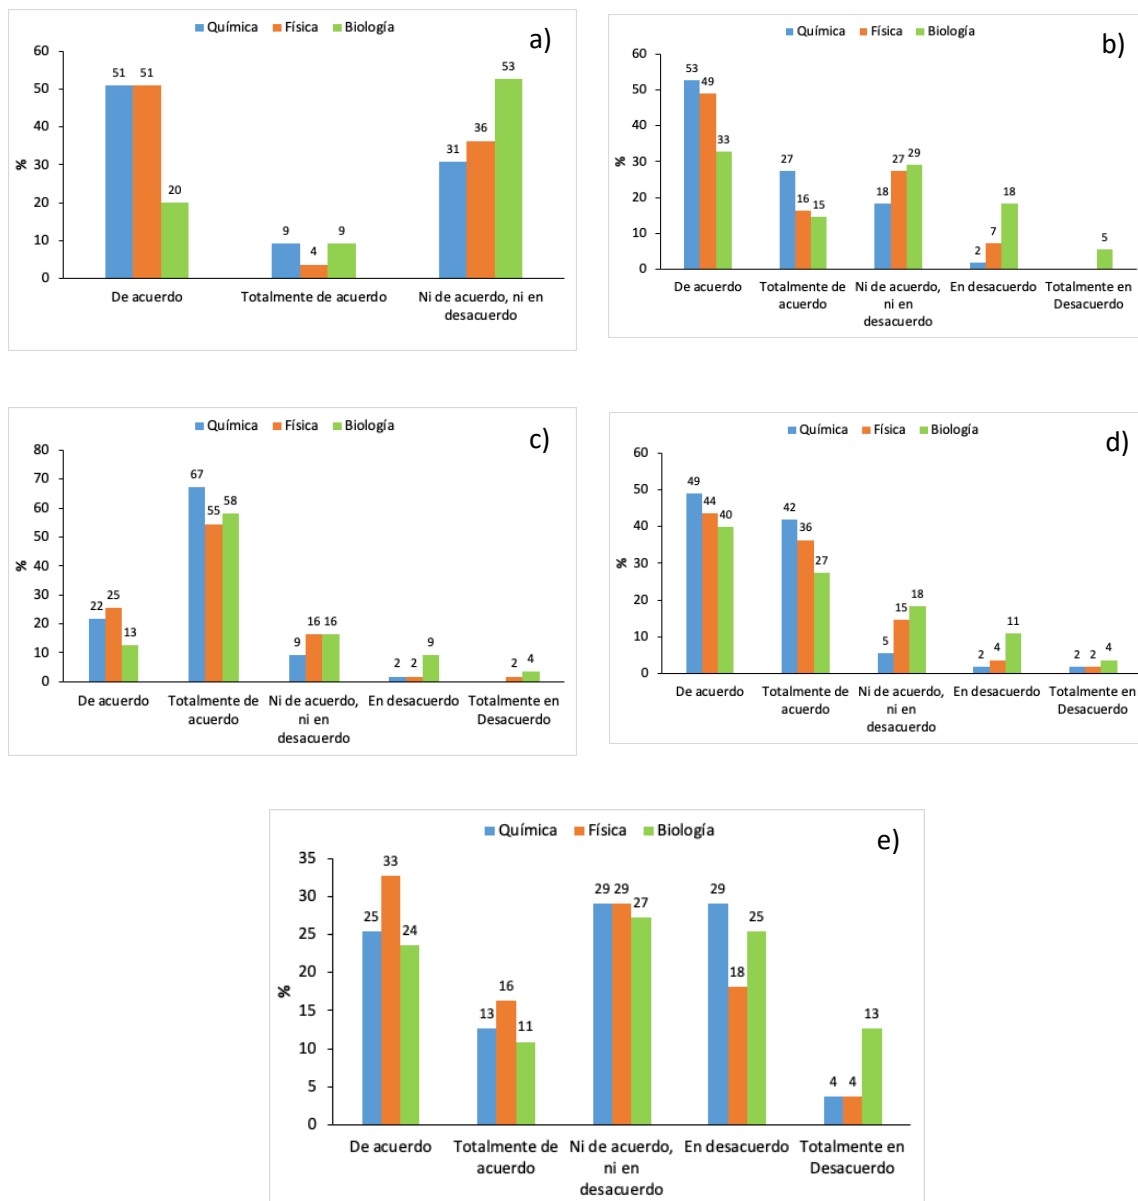 Química Física Biología
a)
60
50
40
30
20
10
0
%
51 51 20
9 4 9
31 36 53
De acuerdo
Totalmente de acuerdo
Ni de acuerdo, ni en
desacuerdo
Química Física Biología
b)
60
50
40
30
20
10
0
%
53 49 33
27 16 15
18 27 29
2 7 18
5
De acuerdo
Totalmente de
acuerdo
Ni de acuerdo,
ni en
desacuerdo
En desacuerdo
Totalmente en
Desacuerdo
Química Física Biología
c)
80
70
60
50
40
30
20
10
0
%
22 25 13
67 55 58
9 16 16
2 2 9
2 4
De acuerdo
Totalmente de
acuerdo
Ni de acuerdo,
ni en
desacuerdo
En desacuerdo
Totalmente en
Desacuerdo
Química Física Biología
d)
60
50
40
30
20
10
0
%
49 44 40
42 36 27
5 15 18
2 4 11
2 2 4
De acuerdo
Totalmente de
acuerdo
Ni de acuerdo,
ni en
desacuerdo
En desacuerdo
Totalmente en
Desacuerdo
Química Física Biología
e)
35
30
25
20
15
10
5
0
%
25 33 24
13 16 11
29 29 27
29 18 25
4 4 13
De acuerdo
Totalmente de
acuerdo
Ni de acuerdo,
ni en
desacuerdo
En desacuerdo
Totalmente en
Desacuerdo